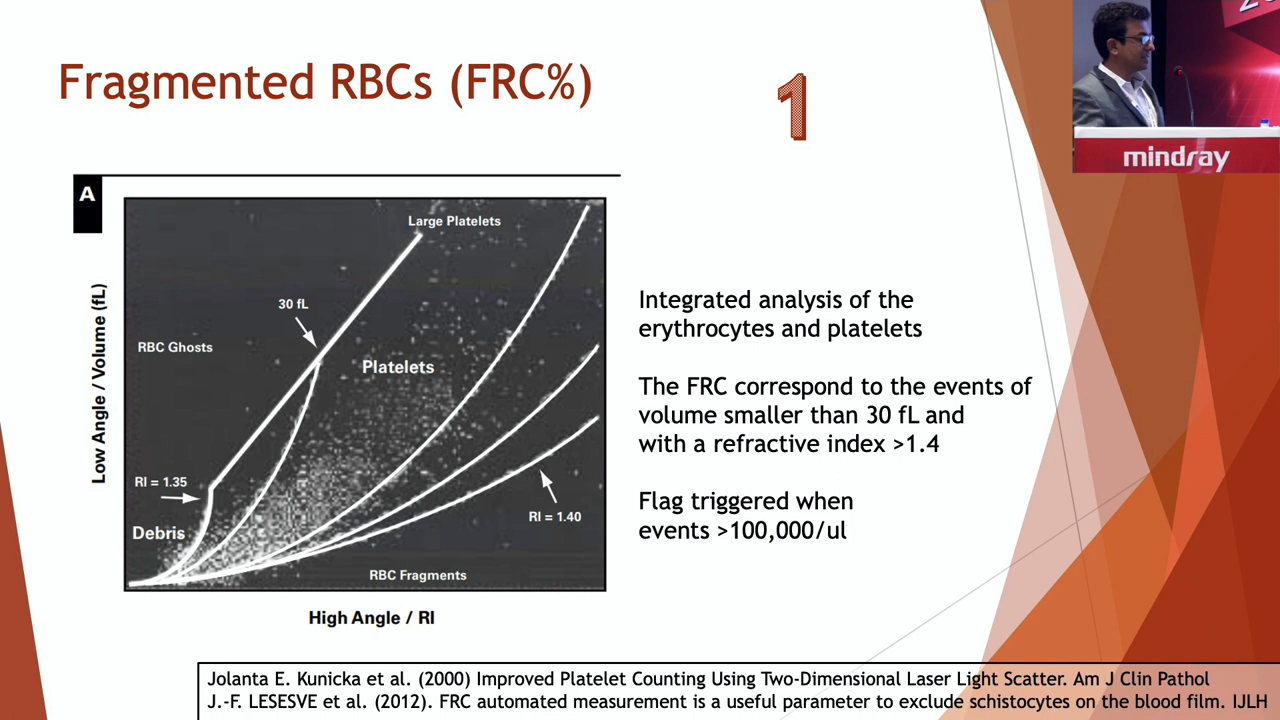 Fragmented RBCs (FRC%)
1
mindray
A
Large Platelets
30 fL
RBC Ghosts
Platelets
RI = 1.35
Debris
RI = 1.40
RBC Fragments
Low Angle / Volume (fL)
High Angle / RI
Integrated analysis of the
erythrocytes and platelets
The FRC correspond to the events of
volume smaller than 30 fL and
with a refractive index >1.4
Flag triggered when
events >100,000/ul
Jolanta E. Kunicka et al. (2000) Improved Platelet Counting Using Two-Dimensional Laser Light Scatter. Am J Clin Pathol
J.-F. LESESVE et al. (2012). FRC automated measurement is a useful parameter to exclude schistocytes on the blood film. IJLH